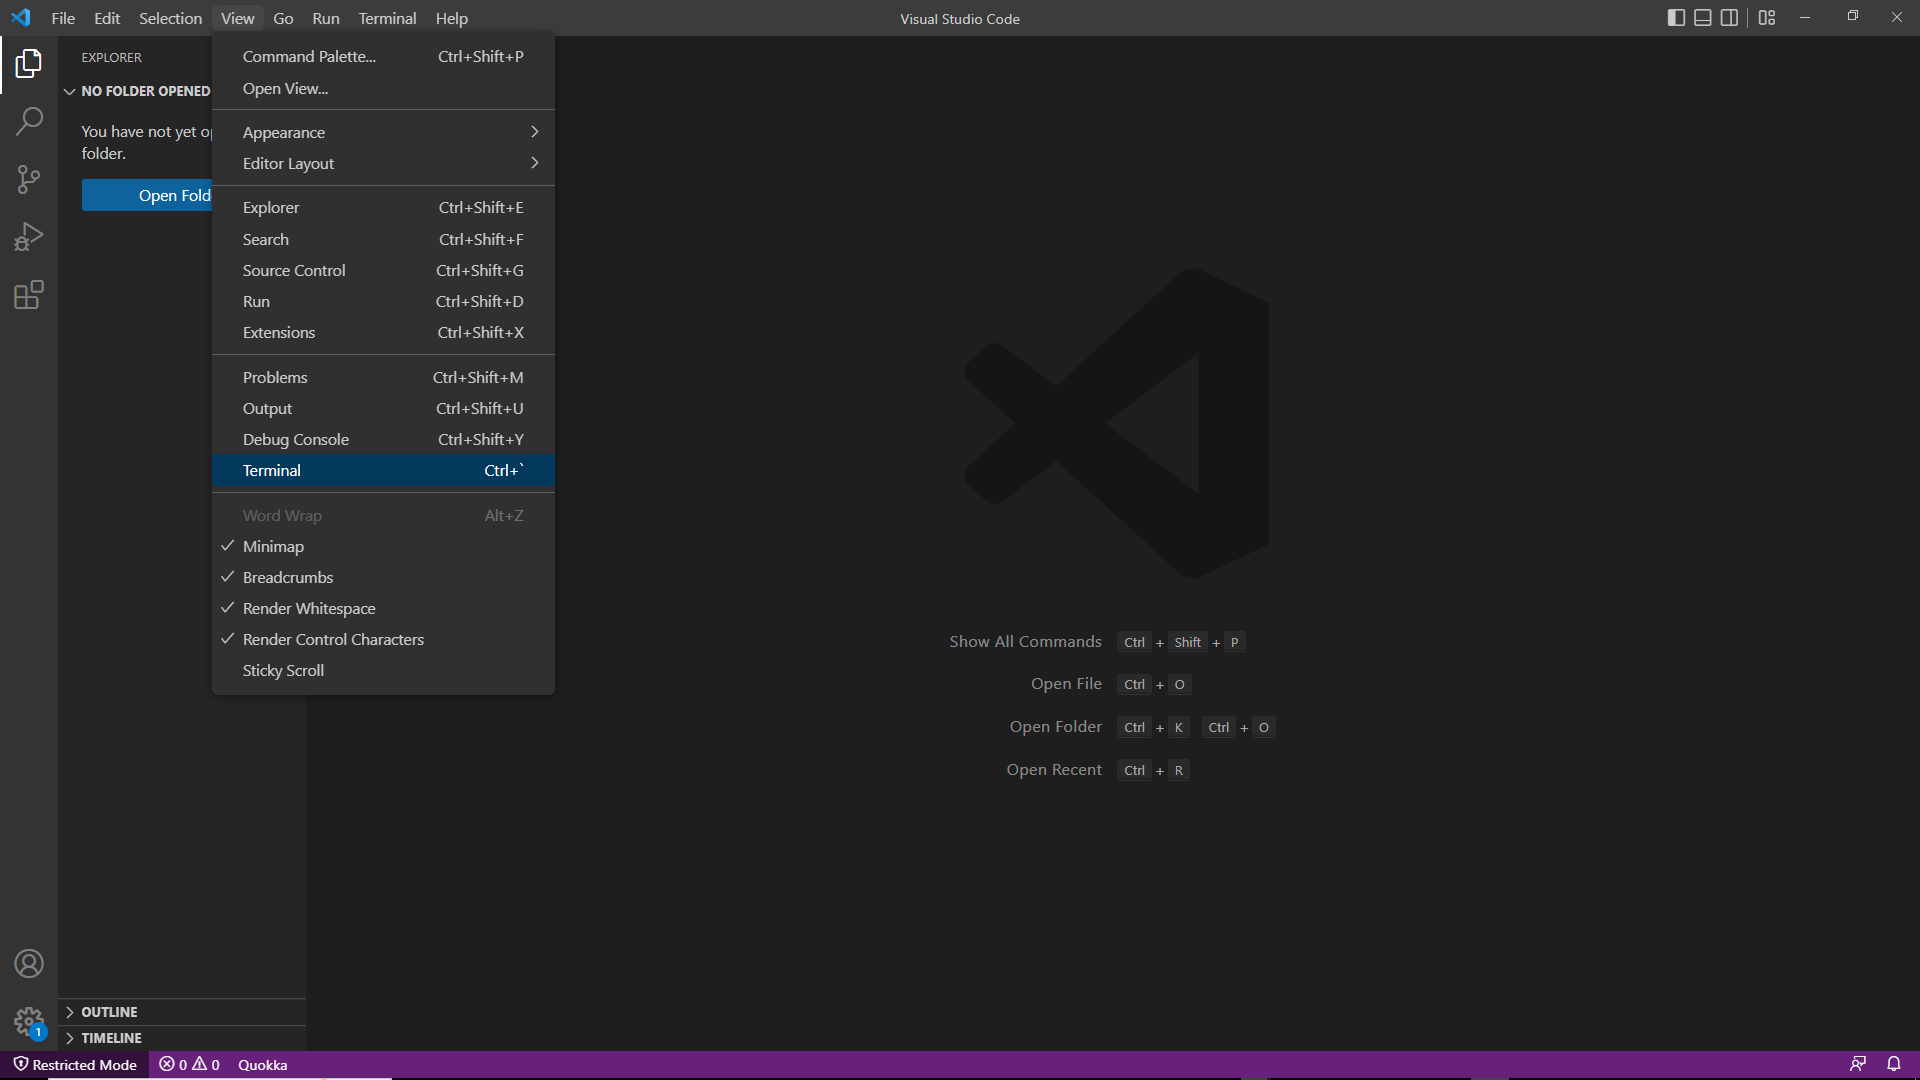 File Edit Selection View Go Run Terminal Help
Visual Studio Code
EXPLORER
NO FOLDER OPENED
You have not yet
folder.
Open
Command Palette... Ctrl+Shift+P
Open View...
Appearance
Editor Layout
Explorer Ctrl+Shift+E
Search Ctrl+Shift+F
Source Control Ctrl+Shift+G
Run Ctrl+Shift+D
Extensions Ctrl+Shift+X
Problems Ctrl+Shift+M
Output Ctrl+Shift+U
Debug Console Ctrl+Shift+Y
Terminal Ctrl+`
Word Wrap Alt+Z
Minimap
Breadcrumbs
Render Whitespace
Render Control Characters
Sticky Scroll
Show All Commands Ctrl + Shift + P
Open File Ctrl + O
Open Folder Ctrl + K Ctrl + O
Open Recent Ctrl + R
1
OUTLINE
TIMELINE
Restricted Mode 0 0 Quokka